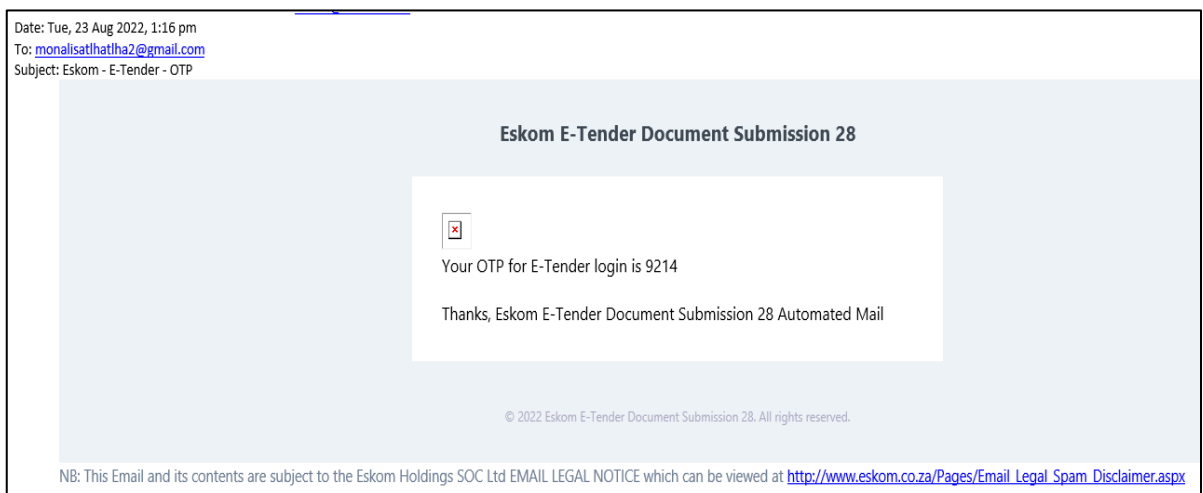 Date: Tue, 23 Aug 2022, 1:16 pm
To: monalisatlhatlha2@gmail.com
Subject: Eskom - E-Tender - OTP
Eskom E-Tender Document Submission 28
Your OTP for E-Tender login is 9214
Thanks, Eskom E-Tender Document Submission 28 Automated Mail
© 2022 Eskom E-Tender Document Submission 28. All rights reserved.
NB: This Email and its contents are subject to the Eskom Holdings SOC Ltd EMAIL LEGAL NOTICE which can be viewed at http://www.eskom.co.za/Pages/Email_Legal_Spam_Disclaimer.aspx